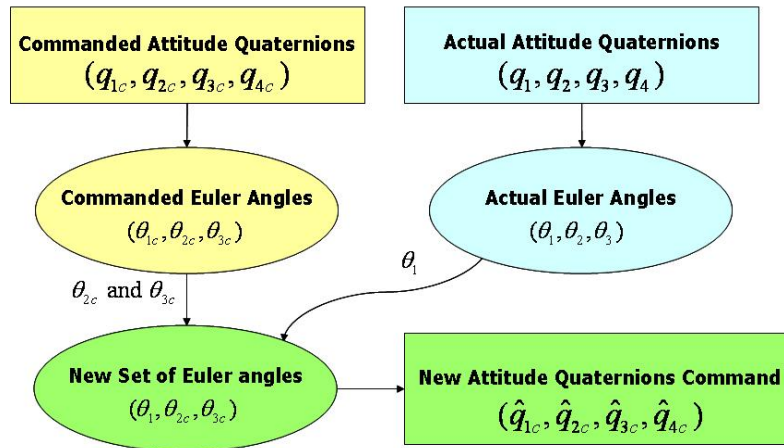 Commanded Attitude Quaternions
(q₁c, q₂c, q₃c, q₄c)
Actual Attitude Quaternions
(q₁, q₂, q₃, q₄)
Commanded Euler Angles
(θ₁c, θ₂c, θ₃c)
Actual Euler Angles
(θ₁, θ₂, θ₃)
θ₂c and θ₃c
θ₁
New Set of Euler angles
(θ₁, θ₂c, θ₃c)
New Attitude Quaternions Command
(q̂₁c, q̂₂c, q̂₃c, q̂₄c)